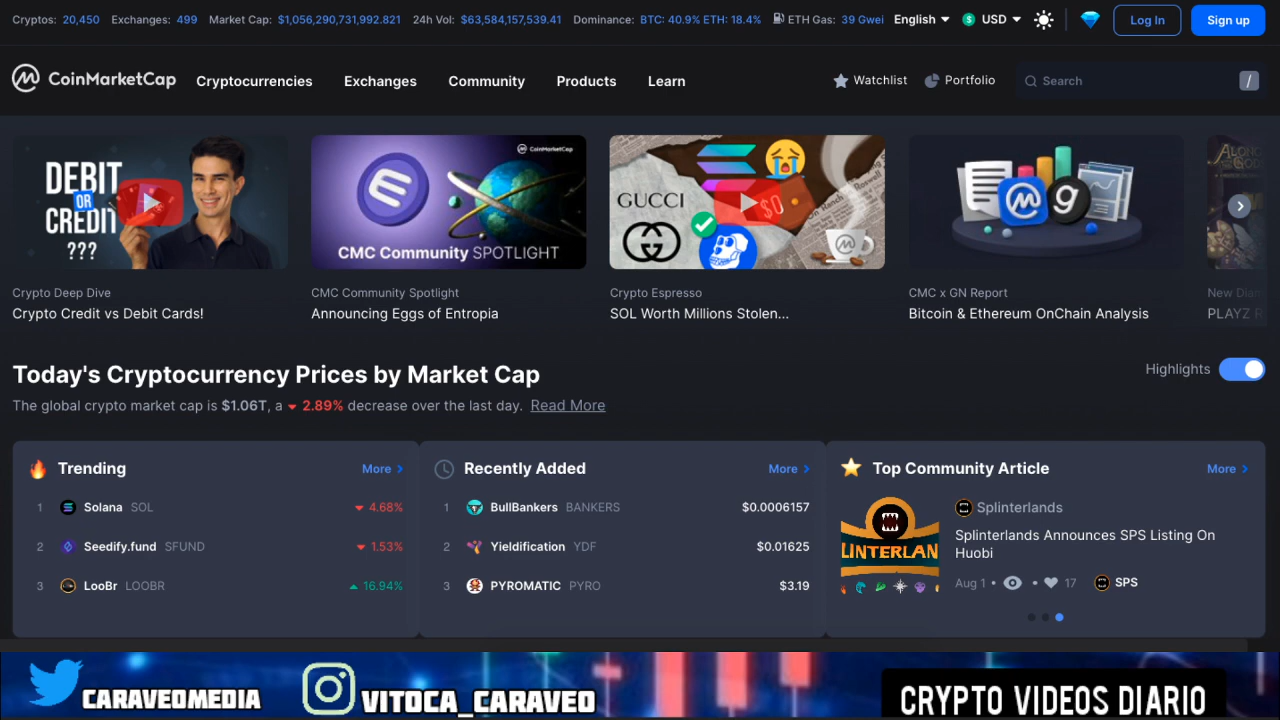 Cryptos: 20,450 Exchanges: 499 Market Cap: $1,056,290,731,992.821 24h Vol: $63,584,157,539.41 Dominance: BTC: 40.9% ETH: 18.4% ETH Gas: 39 Gwei English USD Log In Sign up
CoinMarketCap Cryptocurrencies Exchanges Community Products Learn Watchlist Portfolio Search /
DEBIT
OR
CREDIT
???
CoinMarketCap
CMC Community SPOTLIGHT
GUCCI
$0
Crypto Deep Dive
Crypto Credit vs Debit Cards!
CMC Community Spotlight
Announcing Eggs of Entropia
Crypto Espresso
SOL Worth Millions Stolen...
CMC x GN Report
Bitcoin & Ethereum OnChain Analysis
Today's Cryptocurrency Prices by Market Cap
Highlights
The global crypto market cap is $1.06T, a 2.89% decrease over the last day. Read More
Trending More
1 Solana SOL 4.68%
2 Seedify.fund SFUND 1.53%
3 LooBr LOOBR 16.94%
Recently Added More
1 BullBankers BANKERS $0.0006157
2 Yieldification YDF $0.01625
3 PYROMATIC PYRO $3.19
Top Community Article More
LINTERLAN
Splinterlands
Splinterlands Announces SPS Listing On
Huobi
Aug 1 • • 17 SPS
CARAVEOMEDIA
VITOCA_CARAVEO
CRYPTO VIDEOS DIARIO